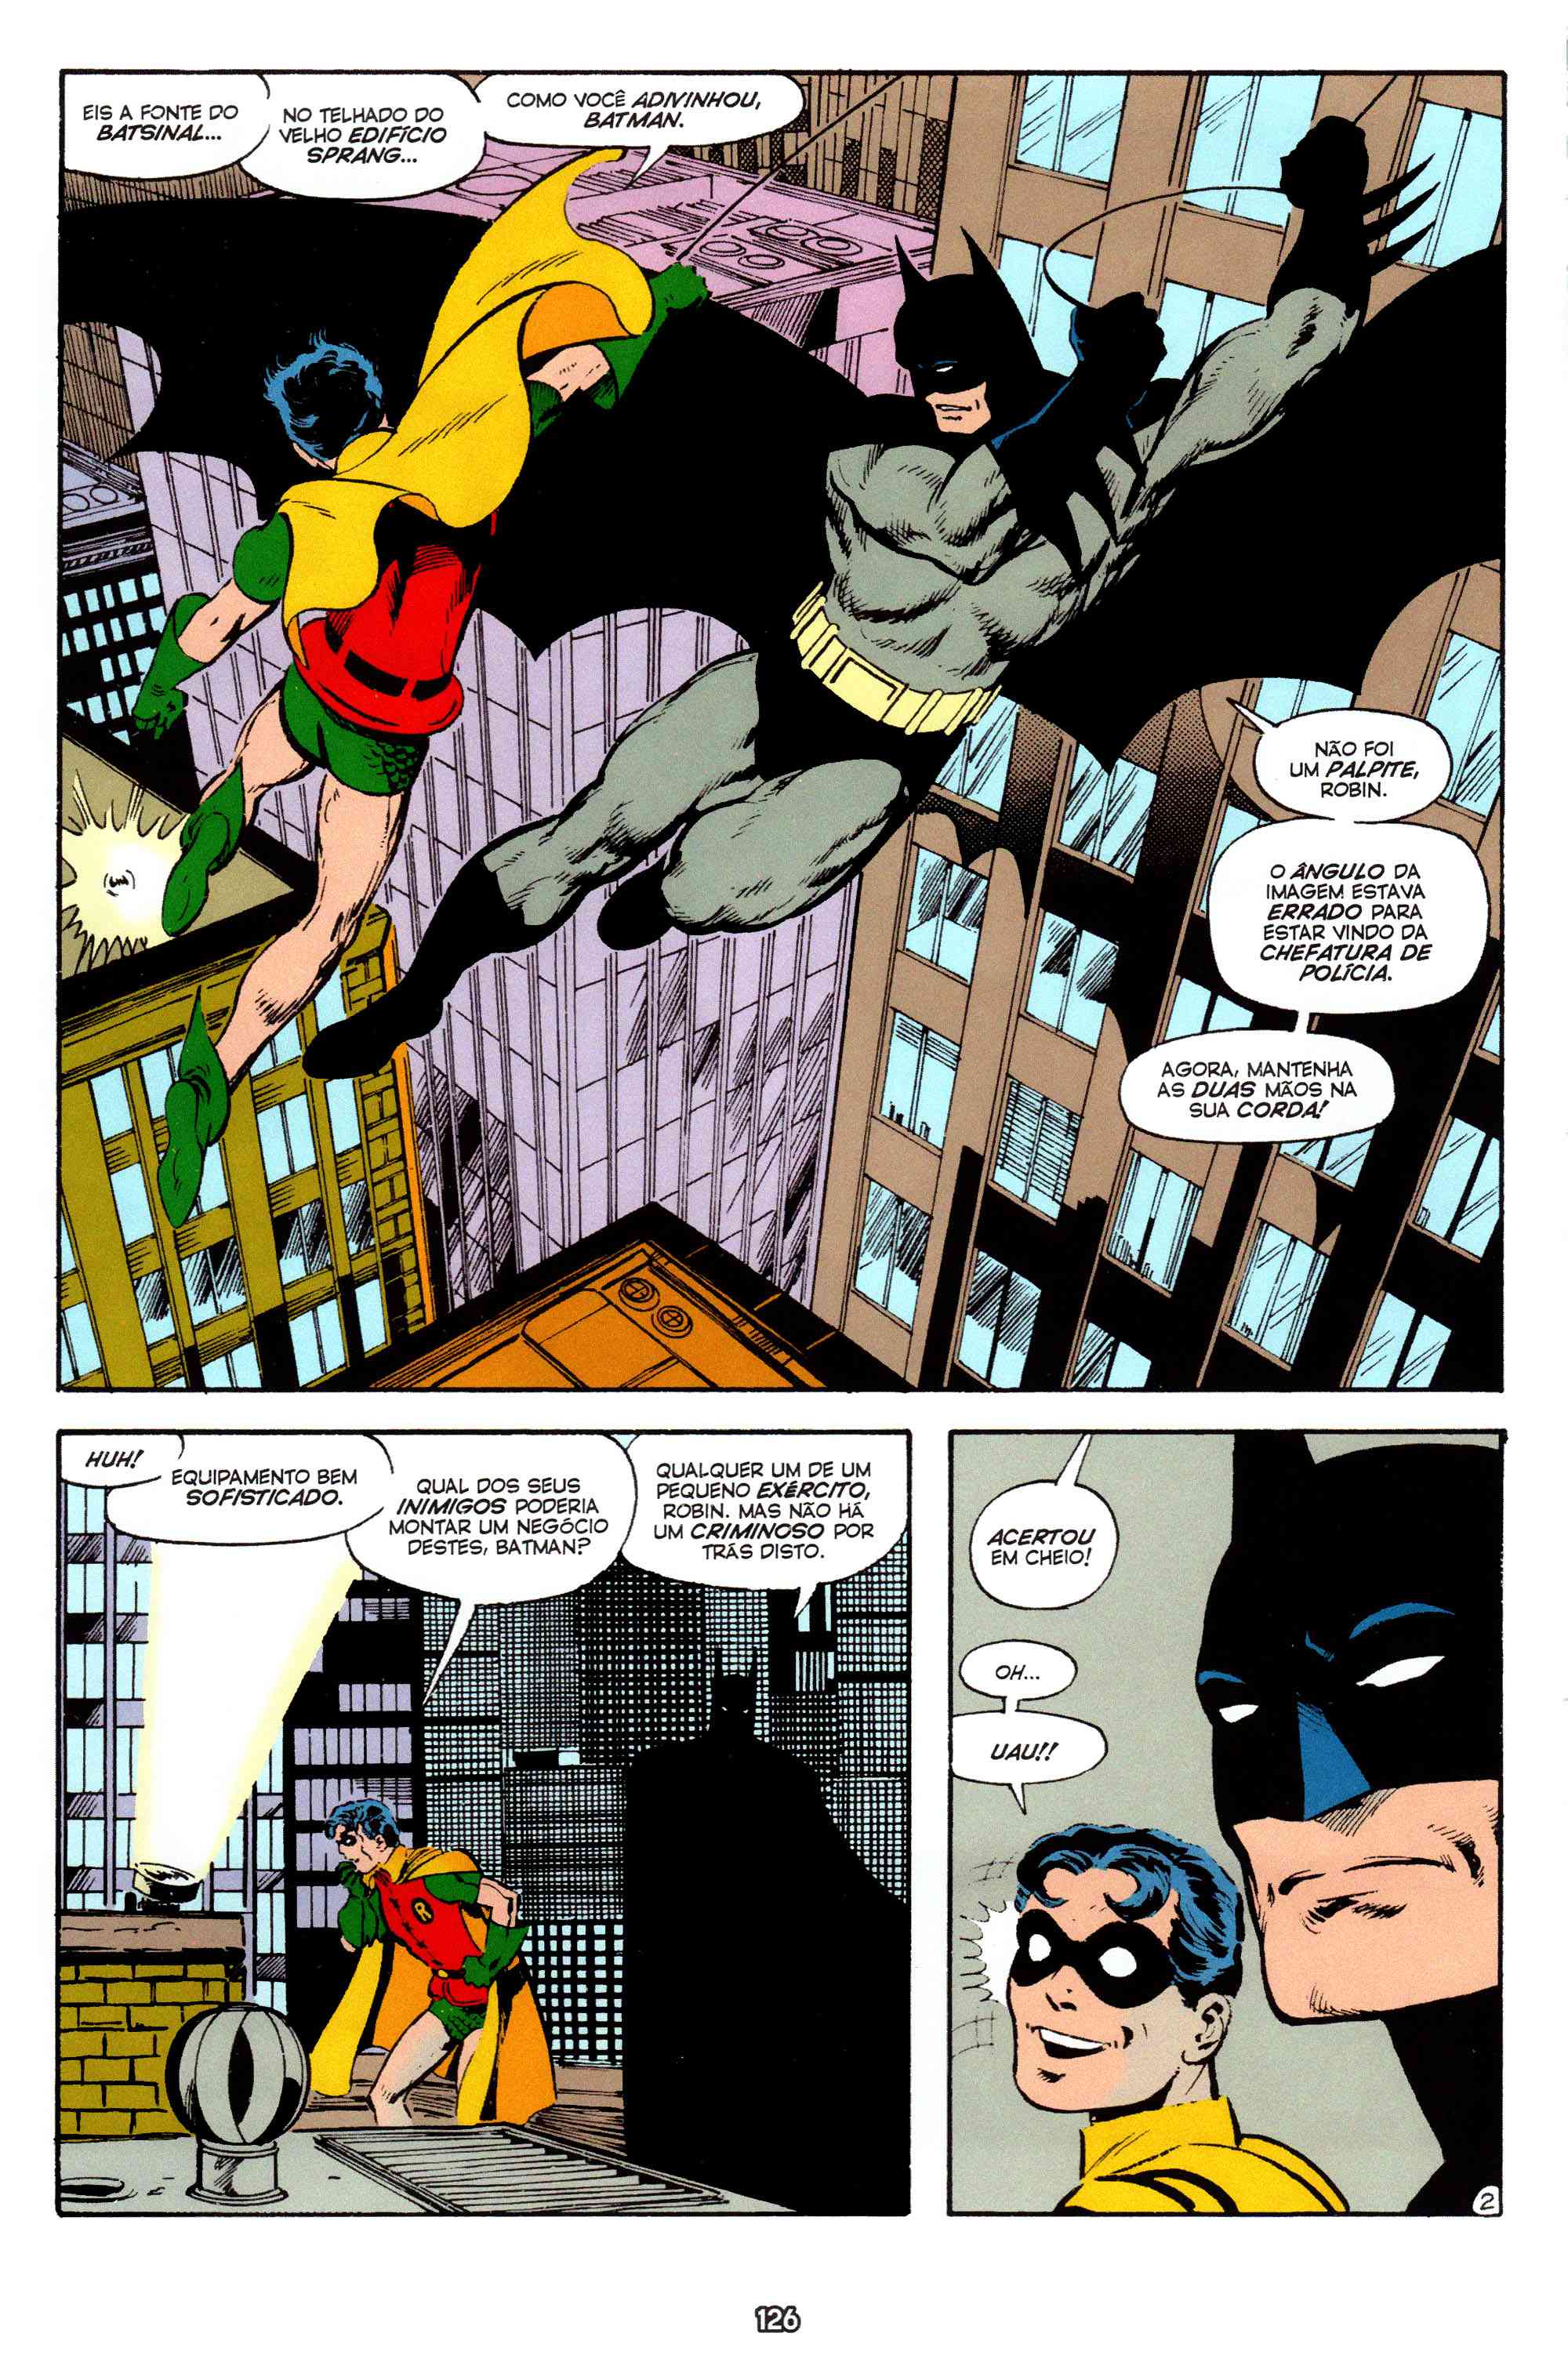 EIS A FONTE DO
BATSINAL...
NO TELHADO DO
VELHO EDIFÍCIO
SPRANG...
COMO VOCÊ ADIVINHOU,
BATMAN.
NÃO FOI
UM PALPITE,
ROBIN.
O ÂNGULO DA
IMAGEM ESTAVA
ERRADO PARA
ESTAR VINDO DA
CHEFATURA DE
POLÍCIA.
AGORA, MANTENHA
AS DUAS MÃOS NA
SUA CORDA!
HUH!
EQUIPAMENTO BEM
SOFISTICADO.
QUAL DOS SEUS
INIMIGOS PODERIA
MONTAR UM NEGÓCIO
DESTES, BATMAN?
QUALQUER UM DE UM
PEQUENO EXÉRCITO,
ROBIN. MAS NÃO HÁ
UM CRIMINOSO POR
TRÁS DISTO.
R
ACERTOU
EM CHEIO!
OH...
UAU!!
2
126